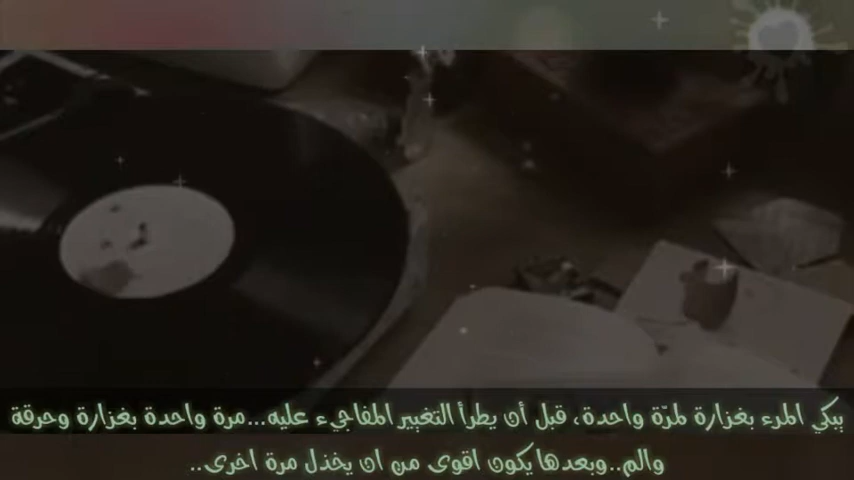 يبكي المرء بغزارة لمرّة واحدة، قبل أن يطرأ التغيير المفاجيء عليه...مرة واحدة بغزارة وحرقة
والم..وبعدها يكون اقوى من ان يخذل مرة اخرى..